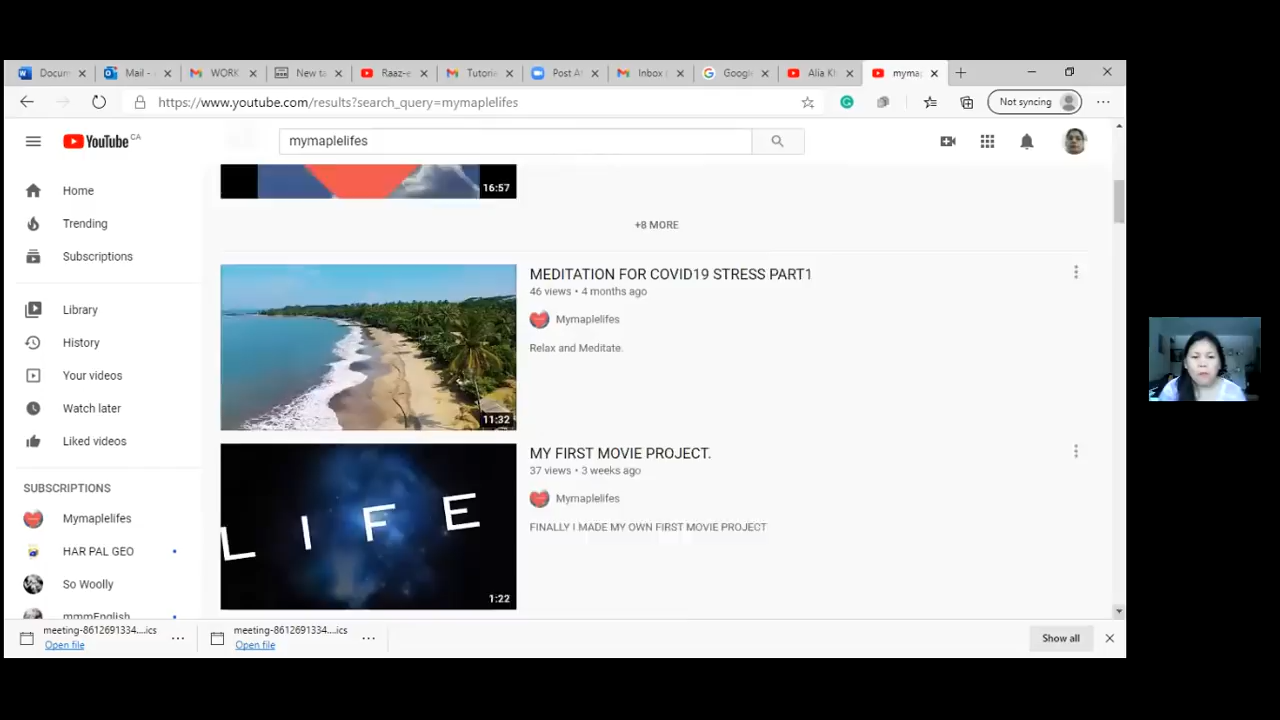 Docum
Mail -
WORK
New ta
Raaz-e
Tutorie
Post At
Inbox (
Google
Alia Kh
myma
https://www.youtube.com/results?search_query=mymaplelifes
Not syncing
YouTube CA
mymaplelifes
16:57
Home
+8 MORE
Trending
Subscriptions
MEDITATION FOR COVID19 STRESS PART1
46 views • 4 months ago
Library
Mymaplelifes
History
Relax and Meditate.
Your videos
Watch later
11:32
Liked videos
MY FIRST MOVIE PROJECT.
37 views • 3 weeks ago
SUBSCRIPTIONS
Mymaplelifes
Mymaplelifes
LIFE
FINALLY I MADE MY OWN FIRST MOVIE PROJECT
HAR PAL GEO
So Woolly
1:22
mmmEnglish
meeting-8612691334....ics
Open file
meeting-8612691334....ics
Open file
Show all